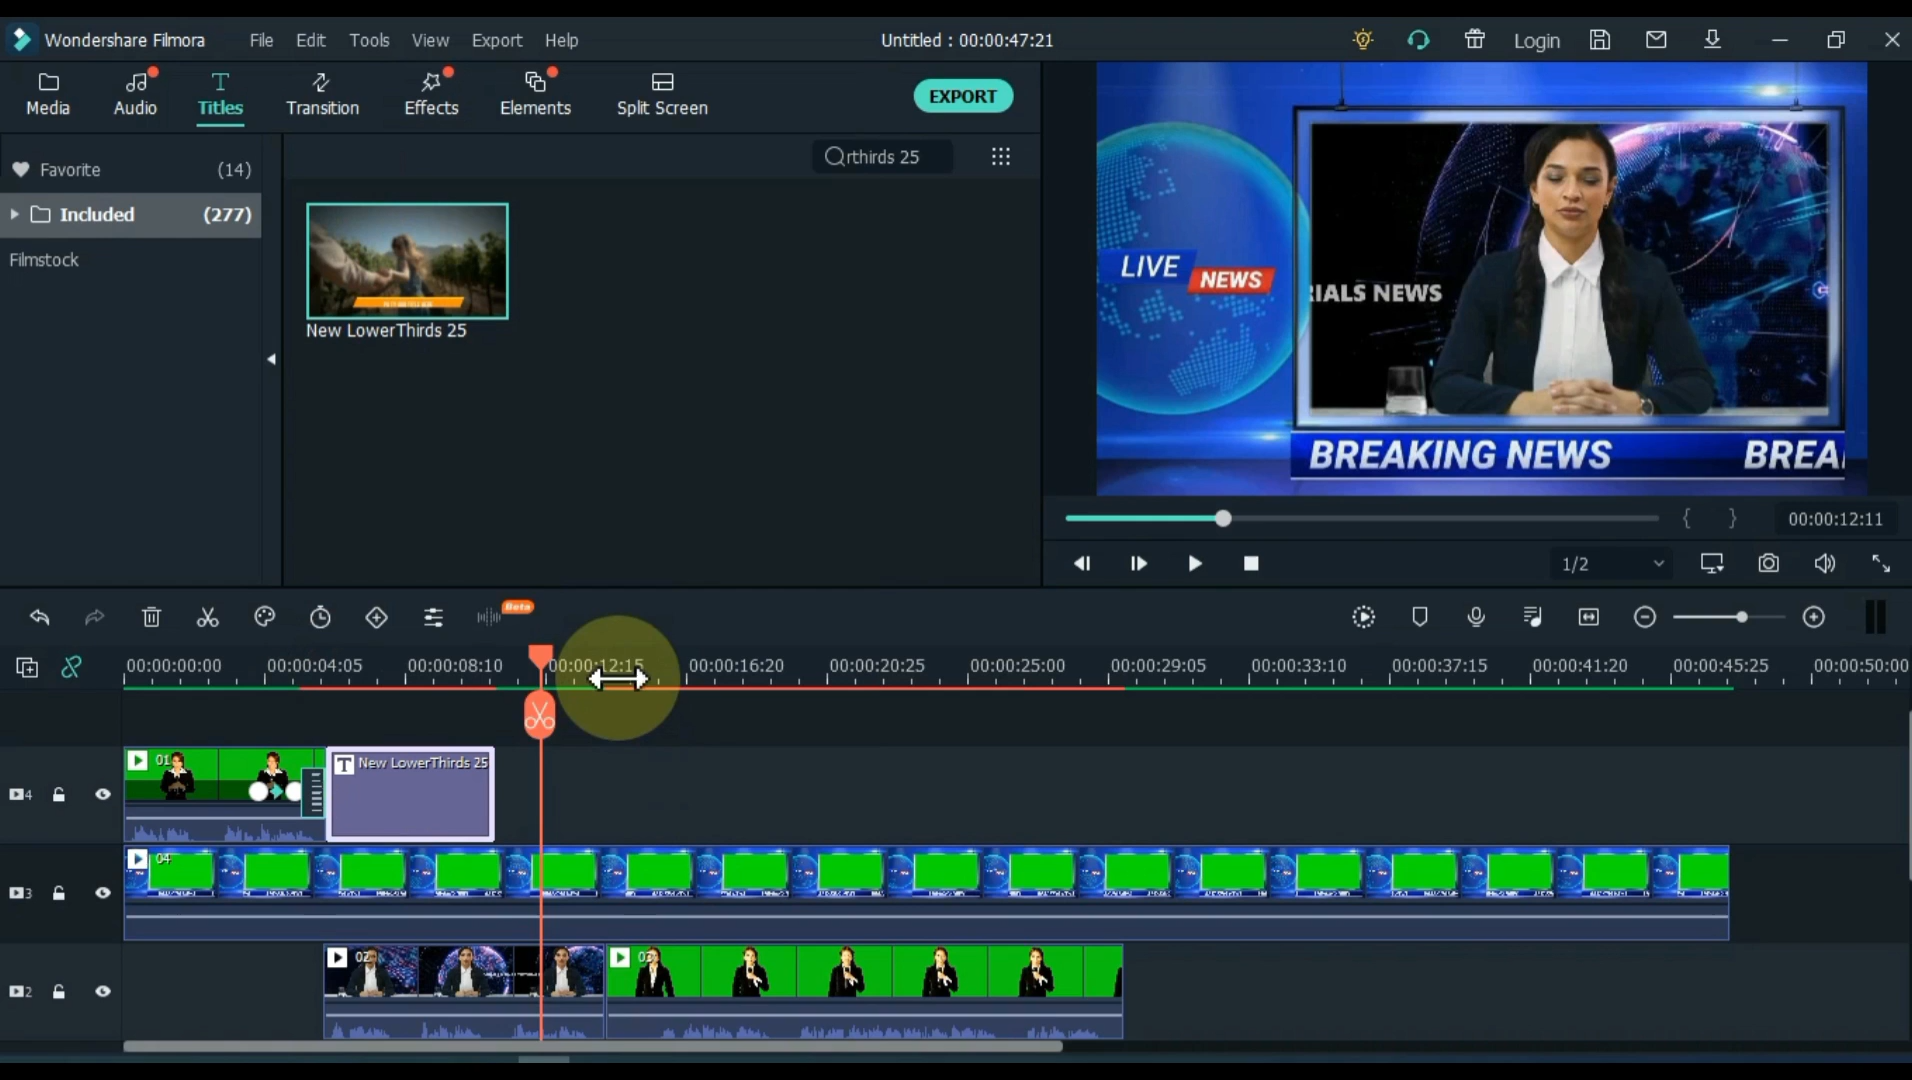 Wondershare Filmora File Edit Tools View Export Help Untitled : 00:00:47:21 Login
Media Audio Titles Transition Effects Elements Split Screen EXPORT
Favorite (14)
Included (277)
Filmstock
rthirds 25
New LowerThirds 25
LIVE
NEWS
RIALS NEWS
BREAKING NEWS BREA
00:00:12:11
1/2
Beta
00:00:00:00 00:00:04:05 00:00:08:10 00:00:12:15 00:00:16:20 00:00:20:25 00:00:25:00 00:00:29:05 00:00:33:10 00:00:37:15 00:00:41:20 00:00:45:25 00:00:50:00
01 New LowerThirds 25
4
04
3
02 03
2